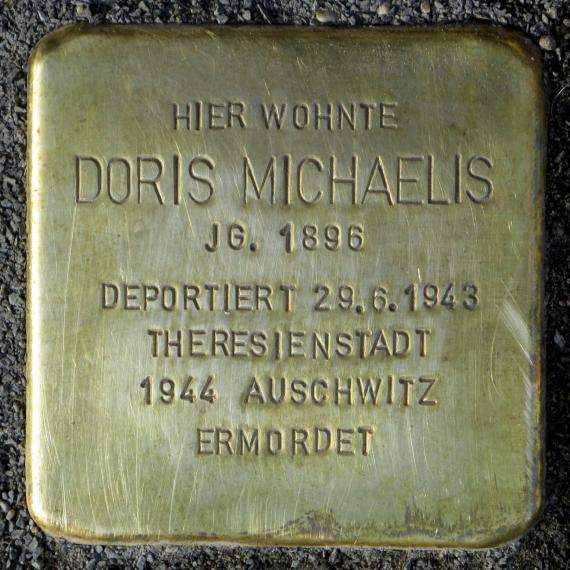 HIER WOHNTE
DORIS MICHAELIS
JG. 1896
DEPORTIERT 29.6.1943
THERESIENSTADT
1944 AUSCHWITZ
ERMORDET